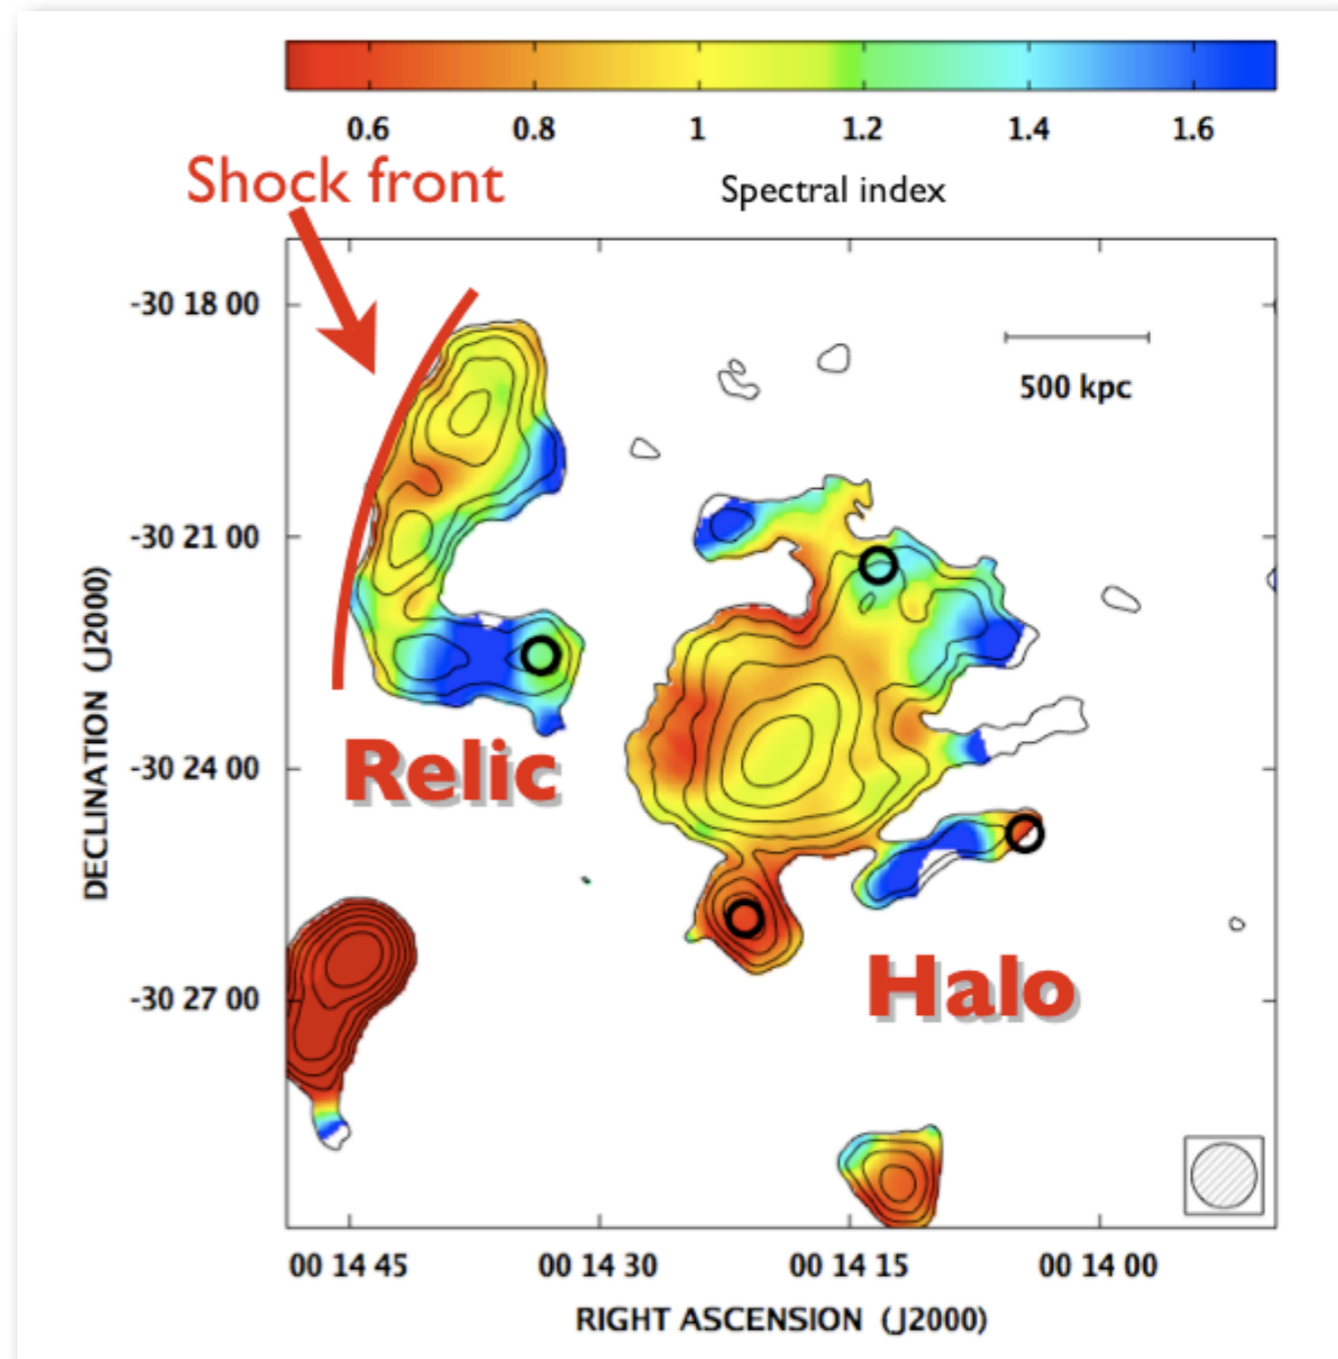 0.6 0.8 1 1.2 1.4 1.6
Shock front
Spectral index
-30 18 00
500 kpc
-30 21 00
DECLINATION (J2000)
-30 24 00
Relic
-30 27 00
Halo
00 14 45 00 14 30 00 14 15 00 14 00
RIGHT ASCENSION (J2000)